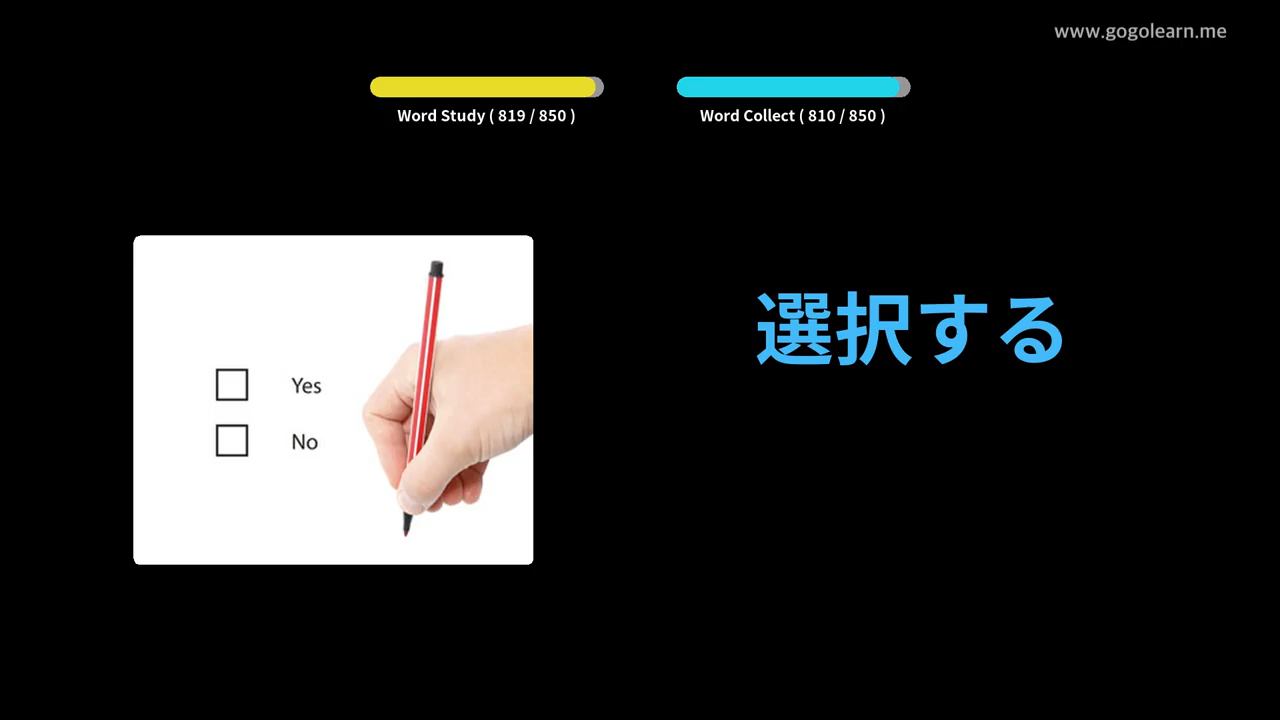 www.gogolearn.me
Word Study ( 819 / 850 )
Word Collect ( 810 / 850 )
選択する
Yes
No